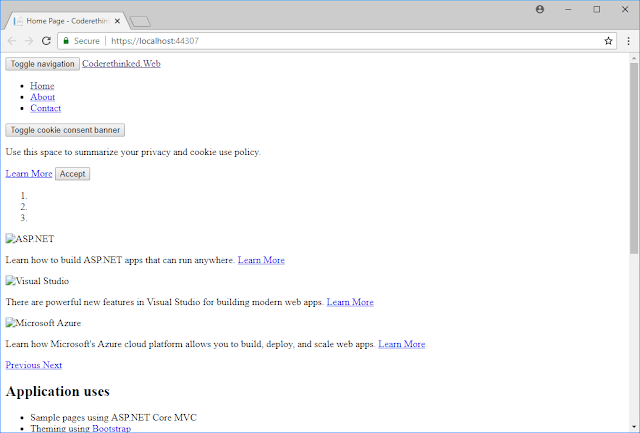 Home Page - Coderethin
Secure | https://localhost:44307
Toggle navigation Coderethinked.Web
Home
About
Contact
Toggle cookie consent banner
Use this space to summarize your privacy and cookie use policy.
Learn More Accept
1.
2.
3.
ASP.NET
Learn how to build ASP.NET apps that can run anywhere. Learn More
Visual Studio
There are powerful new features in Visual Studio for building modern web apps. Learn More
Microsoft Azure
Learn how Microsoft's Azure cloud platform allows you to build, deploy, and scale web apps. Learn More
Previous Next
Application uses
Sample pages using ASP.NET Core MVC
Theming using Bootstrap